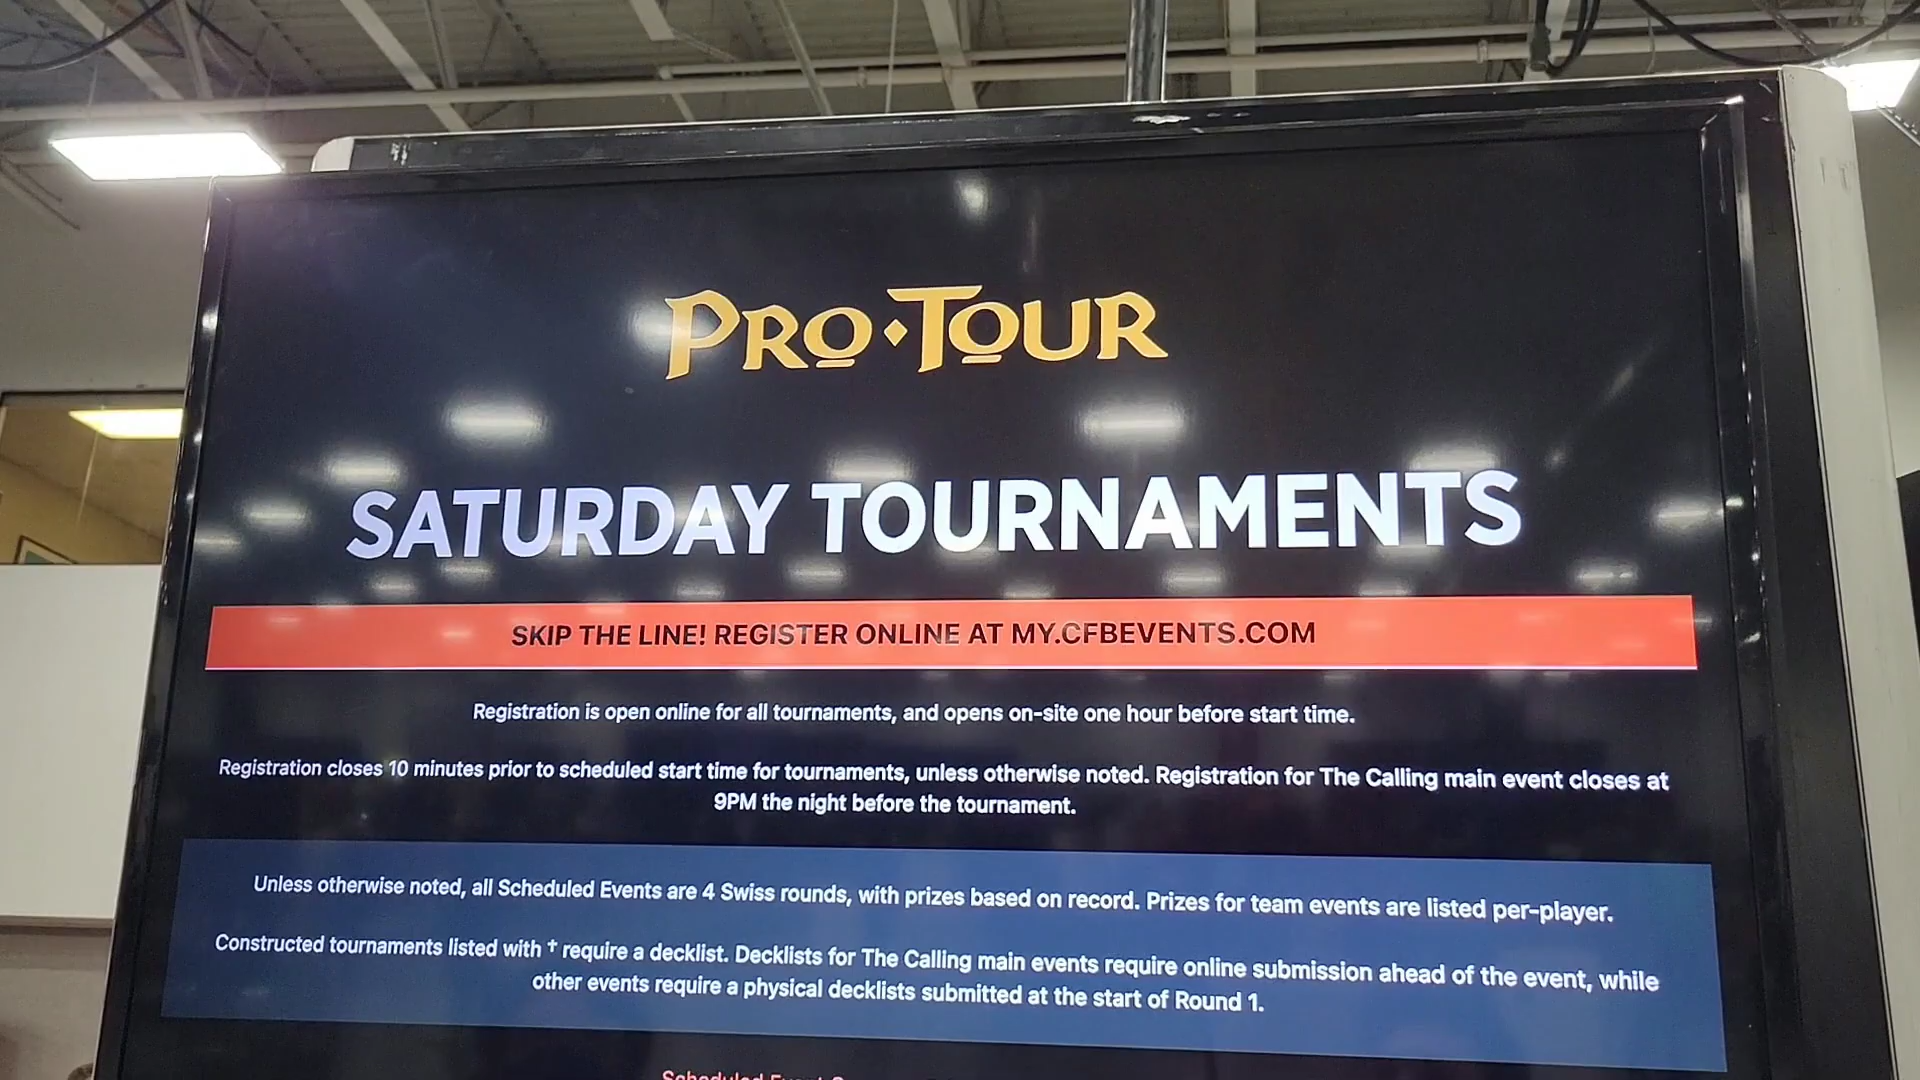 PRO·TOUR
SATURDAY TOURNAMENTS
SKIP THE LINE! REGISTER ONLINE AT MY.CFBEVENTS.COM
Registration is open online for all tournaments, and opens on-site one hour before start time.
Registration closes 10 minutes prior to scheduled start time for tournaments, unless otherwise noted. Registration for The Calling main event closes at
9PM the night before the tournament.
Unless otherwise noted, all Scheduled Events are 4 Swiss rounds, with prizes based on record. Prizes for team events are listed per-player.
Constructed tournaments listed with † require a decklist. Decklists for The Calling main events require online submission ahead of the event, while
other events require a physical decklists submitted at the start of Round 1.
Scheduled